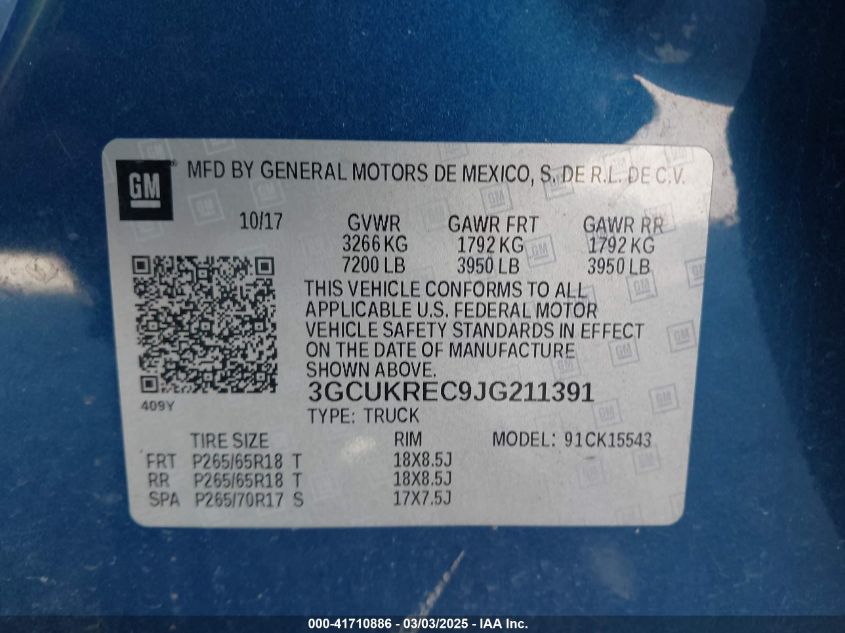 GM
MFD BY GENERAL MOTORS DE MEXICO, S. DE R.L. DE C.V.
10/17 GVWR GAWR FRT GAWR RR
3266 KG 1792 KG 1792 KG
7200 LB 3950 LB 3950 LB
THIS VEHICLE CONFORMS TO ALL
APPLICABLE U.S. FEDERAL MOTOR
VEHICLE SAFETY STANDARDS IN EFFECT
ON THE DATE OF MANUFACTURE
SHOWN ABOVE.
3GCUKREC9JG211391
409Y
TYPE: TRUCK
TIRE SIZE RIM MODEL: 91CK15543
FRT P265/65R18 T 18X8.5J
RR P265/65R18 T 18X8.5J
SPA P265/70R17 S 17X7.5J
000-41710886 / 03/03/2025 - IAA Inc.